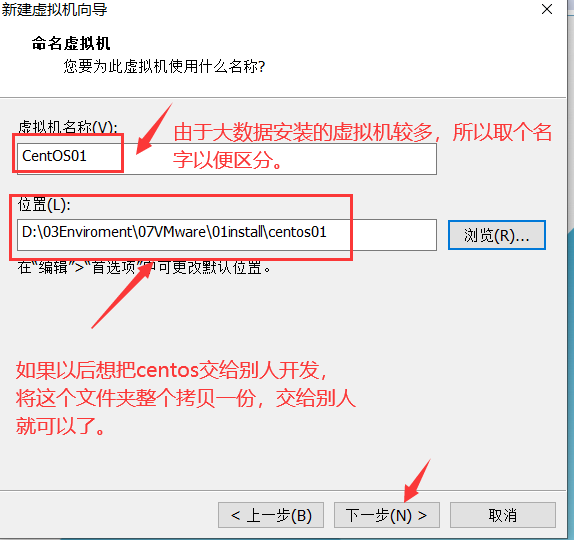 新建虚拟机向导
命名虚拟机
您要为此虚拟机使用什么名称?
虚拟机名称(V):
CentOS01
由于大数据安装的虚拟机较多，所以取个名
字以便区分。
位置(L):
D:\03Enviroment\07VMware\01install\centos01
浏览(R)...
在“编辑”>“首选项”中可更改默认位置。
如果以后想把centos交给别人开发，
将这个文件夹整个拷贝一份，交给别人
就可以了。
< 上一步(B)
下一步(N) >
取消